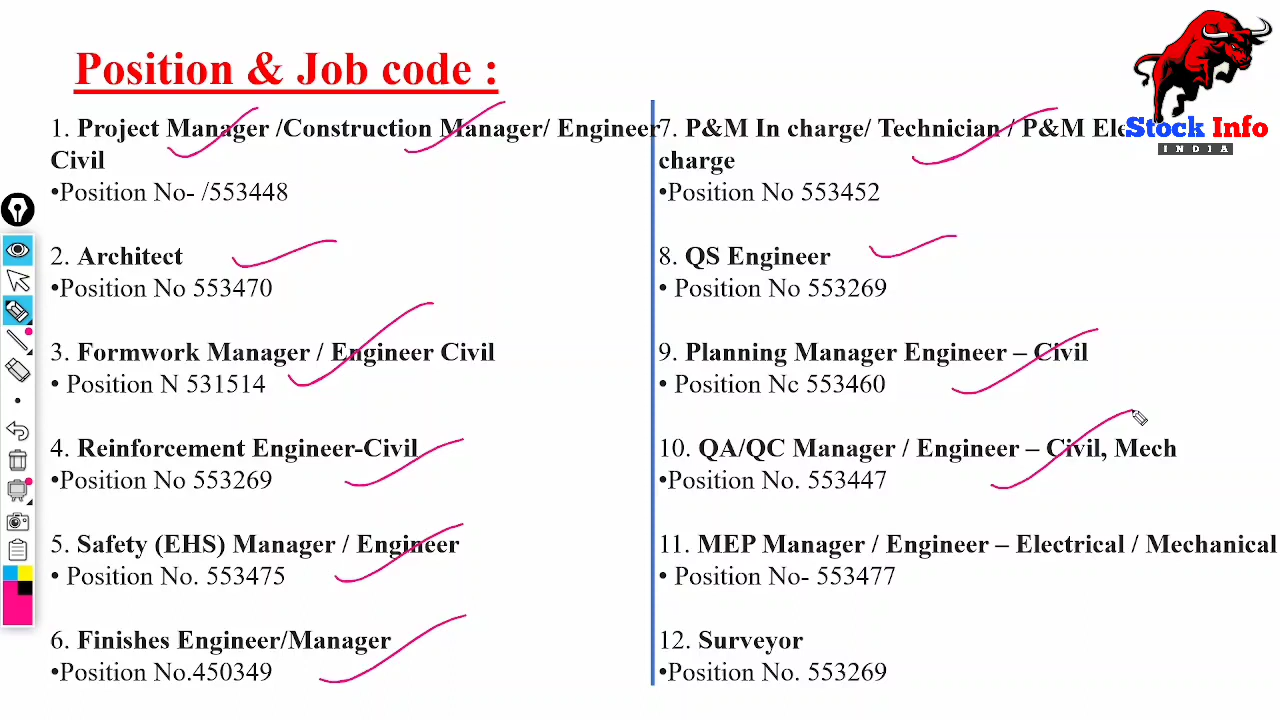 Position & Job code :
1. Project Manager /Construction Manager/ Engineer
Civil
•Position No- /553448
2. Architect
•Position No 553470
3. Formwork Manager / Engineer Civil
• Position N 531514
4. Reinforcement Engineer-Civil
•Position No 553269
5. Safety (EHS) Manager / Engineer
• Position No. 553475
6. Finishes Engineer/Manager
•Position No.450349
7. P&M In charge/ Technician / P&M
charge
•Position No 553452
8. QS Engineer
• Position No 553269
9. Planning Manager Engineer – Civil
• Position Nc 553460
10. QA/QC Manager / Engineer – Civil, Mech
•Position No. 553447
11. MEP Manager / Engineer – Electrical / Mechanical
• Position No- 553477
12. Surveyor
•Position No. 553269
Stock Info
INDIA